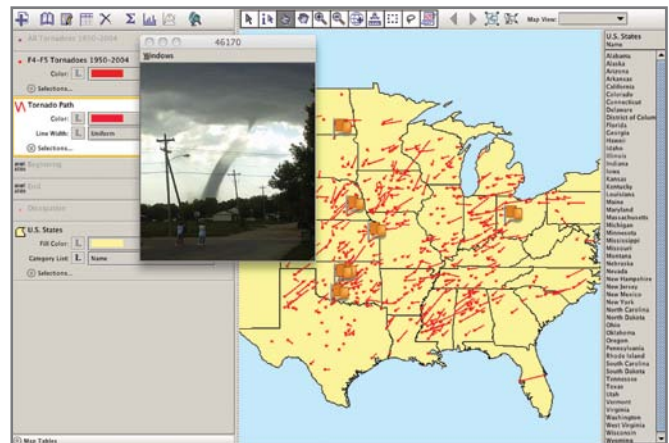 Map View:
All Tornadoes 1950-2004
F4-F5 Tornadoes 1950-2004
Color: L
Selections...
Tornado Path
Color: L
Line Width: L Uniform
Selections...
Beginning
End
Dissipation
U.S. States
Fill Color: L
Category List: L Name
Selections...
Map Tables
46170
Windows
U.S. States
Name
Alabama
Alaska
Arizona
Arkansas
California
Colorado
Connecticut
Delaware
District of Colum
Florida
Georgia
Hawaii
Idaho
Illinois
Indiana
Iowa
Kansas
Kentucky
Louisiana
Maine
Maryland
Massachusetts
Michigan
Minnesota
Mississippi
Missouri
Montana
Nebraska
Nevada
New Hampshire
New Jersey
New Mexico
New York
North Carolina
North Dakota
Ohio
Oklahoma
Oregon
Pennsylvania
Rhode Island
South Carolina
South Dakota
Tennessee
Texas
Utah
Vermont
Virginia
Washington
West Virginia
Wisconsin
Wyoming